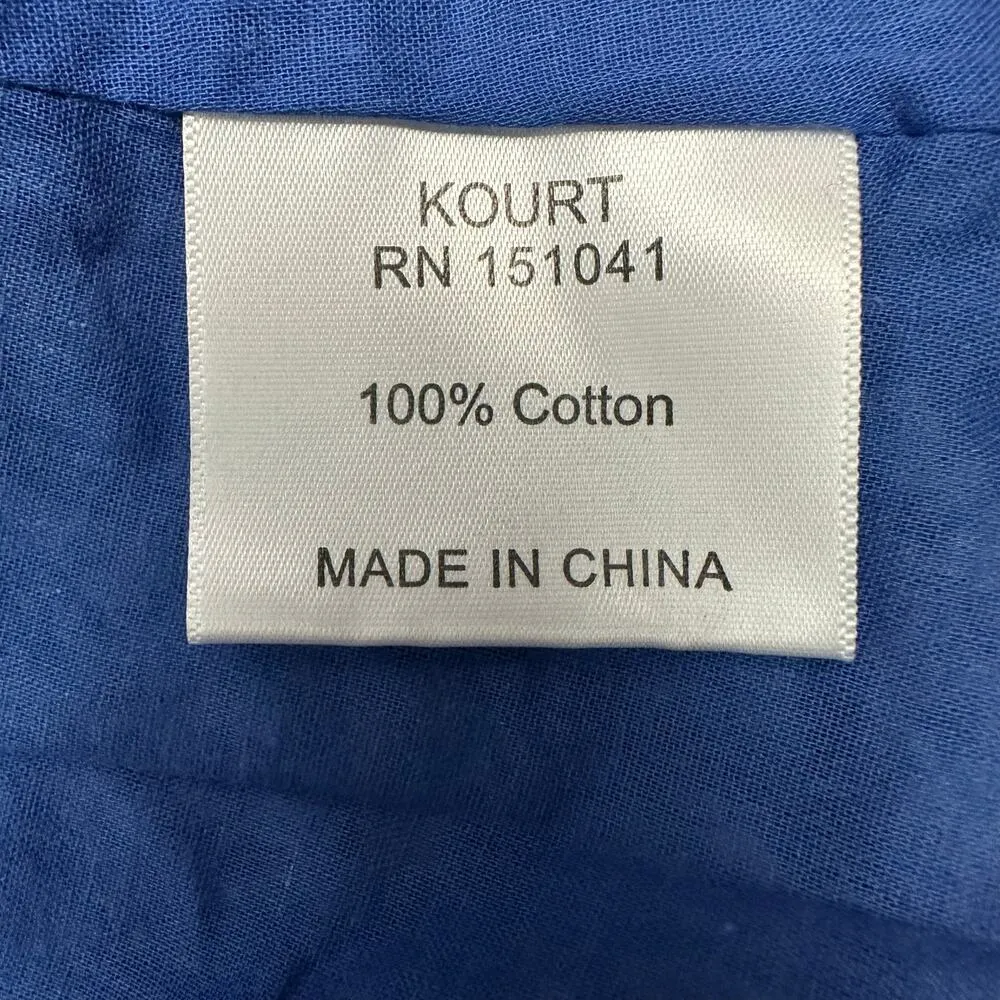 KOURT
RN 151041
100% Cotton
MADE IN CHINA